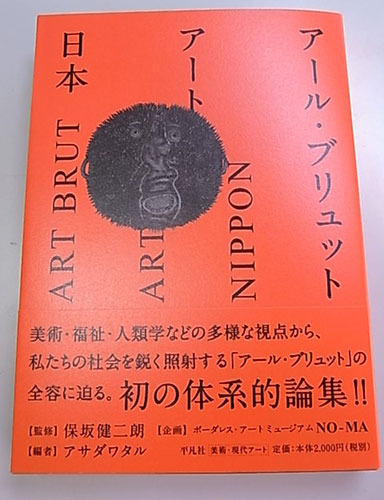 アール・ブリュット
アート
日本
ART BRUT
ART
NIPPON
美術・福祉・人類学などの多様な視点から、
私たちの社会を鋭く照射する「アール・ブリュット」の
全容に迫る。初の体系的論集!!
【監修】保坂健二朗 【企画】ボーダレス・アートミュージアムNO-MA
【編者】アサダワタル 平凡社 美術・現代アート 定価:本体2,000円(税別)